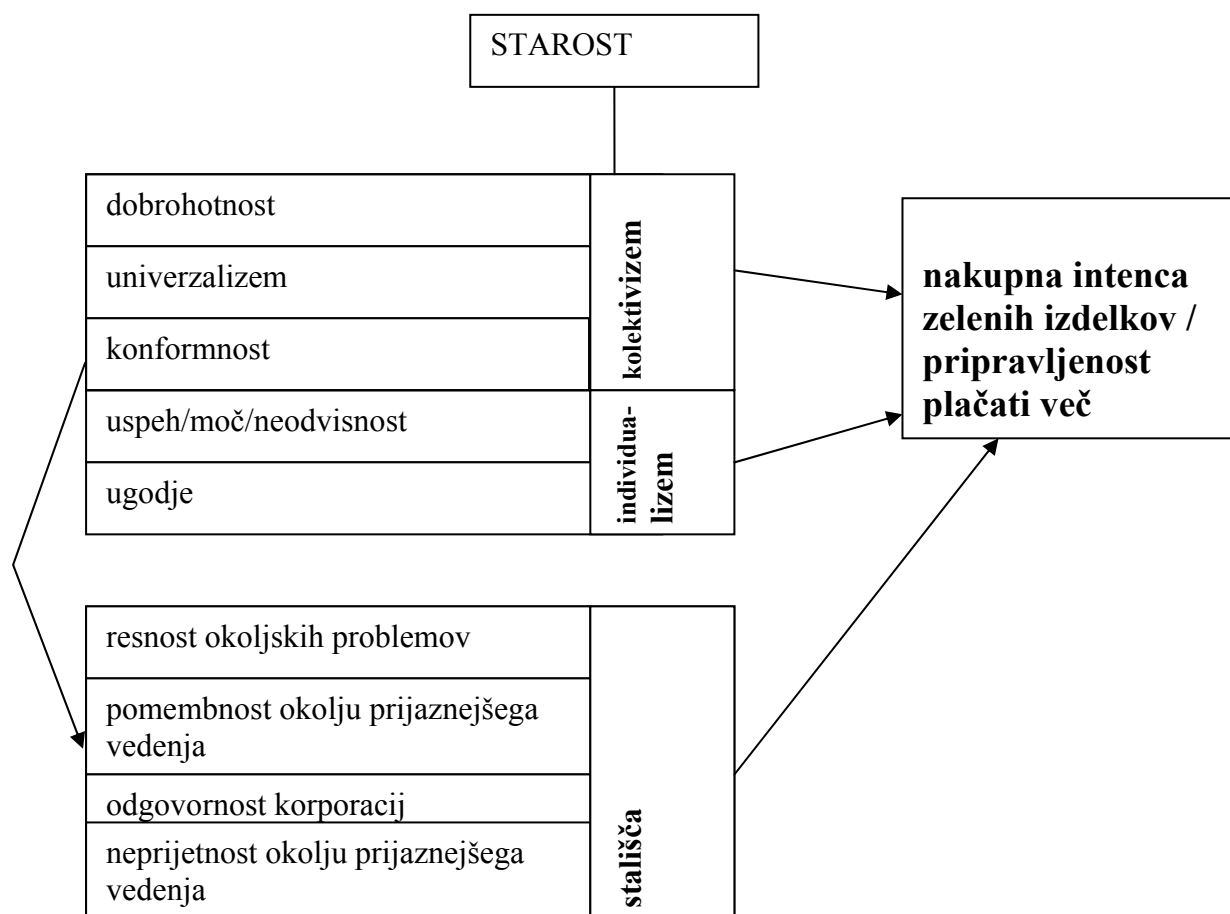 STAROST
dobrohotnost
univerzalizem
konformnost
uspeh/moč/neodvisnost
ugodje
kolektivizem
individua-
lizem
nakupna intenca
zelenih izdelkov /
pripravljenost
plačati več
resnost okoljskih problemov
pomembnost okolju prijaznejšega
vedenja
odgovornost korporacij
neprijetnost okolju prijaznejšega
vedenja
stališča